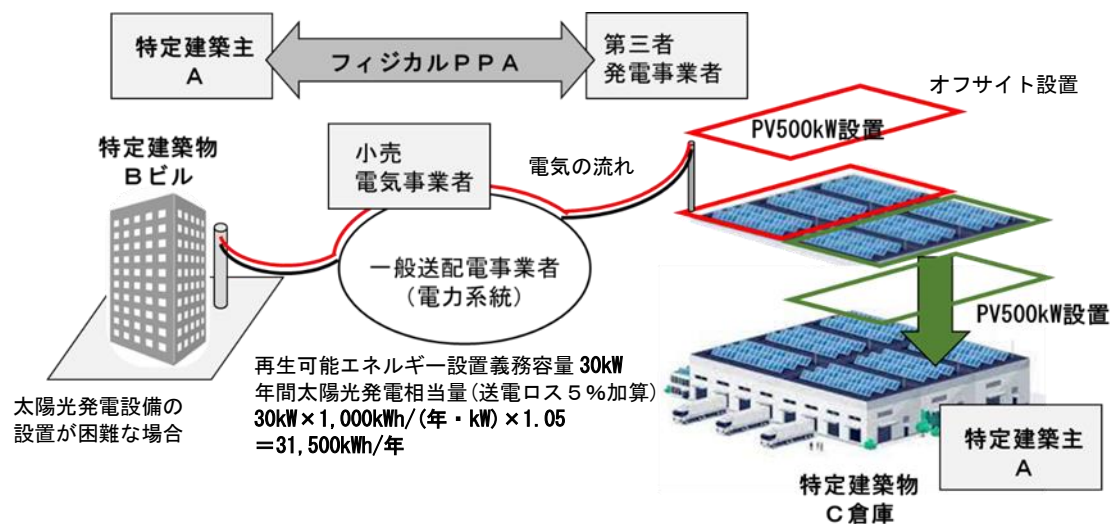 特定建築主
A
フィジカルPPA
第三者
発電事業者
オフサイト設置
PV500kW設置
特定建築物
Bビル
小売
電気事業者
電気の流れ
一般送配電事業者
(電力系統)
PV500kW設置
太陽光発電設備の
設置が困難な場合
再生可能エネルギー設置義務容量 30kW
年間太陽光発電相当量(送電ロス5%加算)
30kW×1,000kWh/(年・kW)×1.05
=31,500kWh/年
特定建築主
A
特定建築物
C倉庫